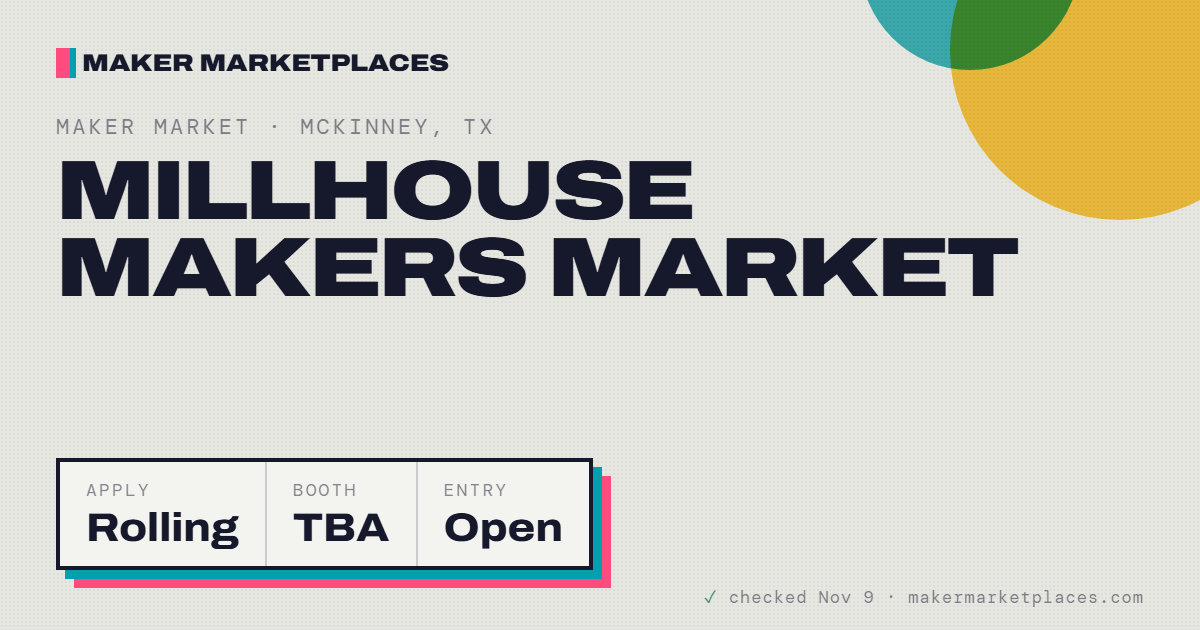 MAKER MARKETPLACES
MAKER MARKET · MCKINNEY, TX
MILLHOUSE
MAKERS MARKET
APPLY BOOTH ENTRY
Rolling TBA Open
✓ checked Nov 9 · makermarketplaces.com